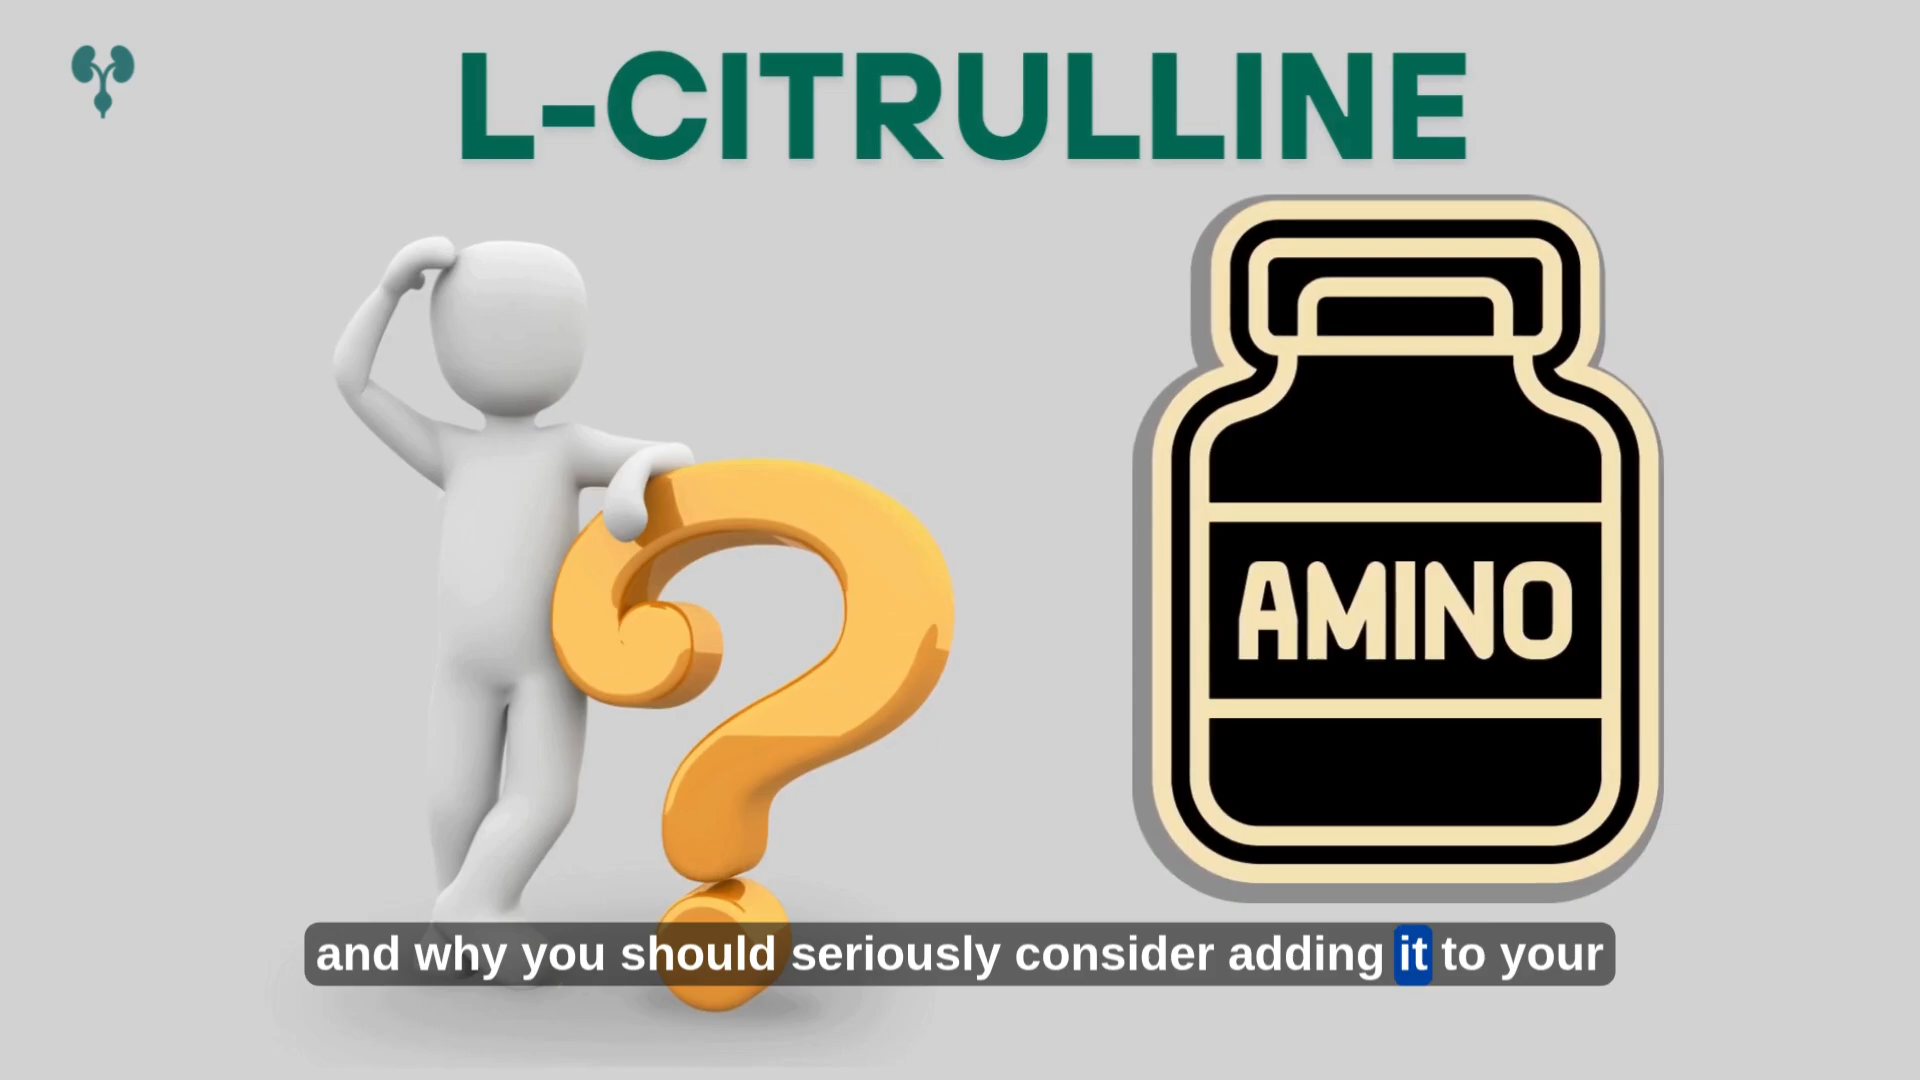 L-CITRULLINE
AMINO
and why you should seriously consider adding it to your